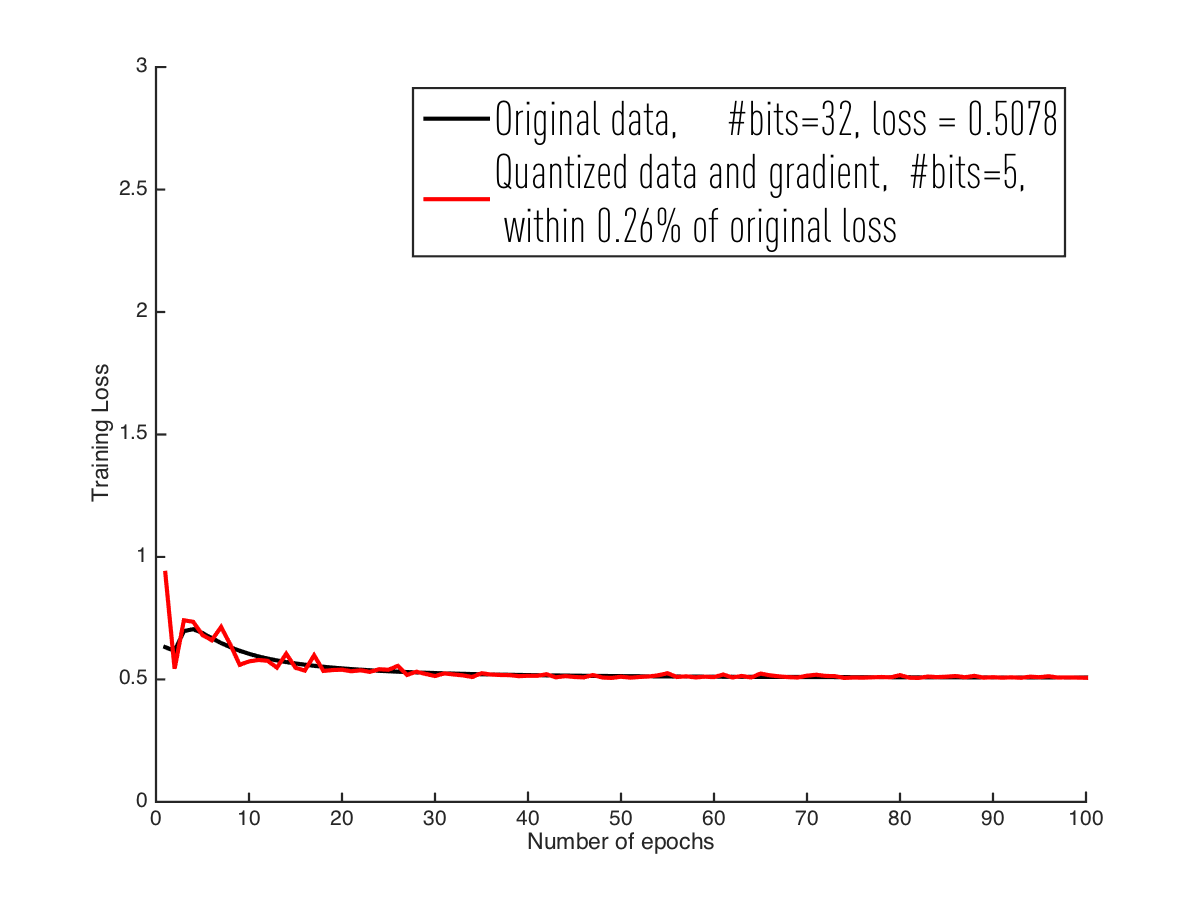 3
Original data, #bits=32, loss = 0.5078
Quantized data and gradient, #bits=5,
within 0.26% of original loss
2.5
2
1.5
1
0.5
0
Training Loss
0 10 20 30 40 50 60 70 80 90 100
Number of epochs